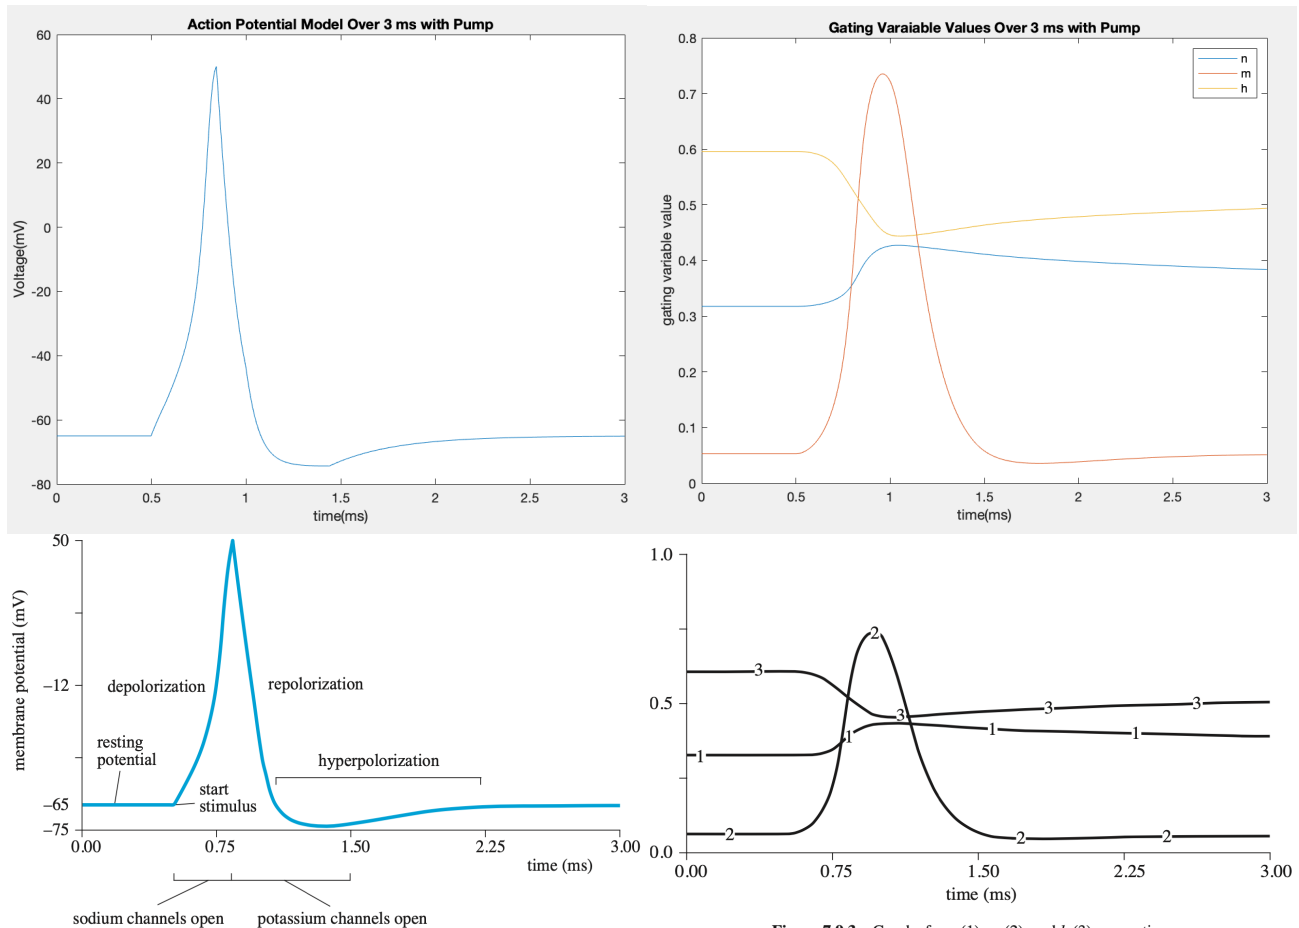 Action Potential Model Over 3 ms with Pump
60
40
20
0
-20
-40
-60
-80
Voltage(mV)
0 0.5 1 1.5 2 2.5 3
time(ms)
Gating Varaiable Values Over 3 ms with Pump
0.8
0.7
0.6
0.5
0.4
0.3
0.2
0.1
0
gating variable value
n
m
h
0 0.5 1 1.5 2 2.5 3
time(ms)
50
−12
−65
−75
membrane potential (mV)
depolorization
repolorization
resting
potential
start
stimulus
hyperpolorization
0.00 0.75 1.50 2.25 3.00
time (ms)
sodium channels open potassium channels open
1.0
0.5
0.0
2
3 3 3 3
1 1 1 1
2 2 2
0.00 0.75 1.50 2.25 3.00
time (ms)